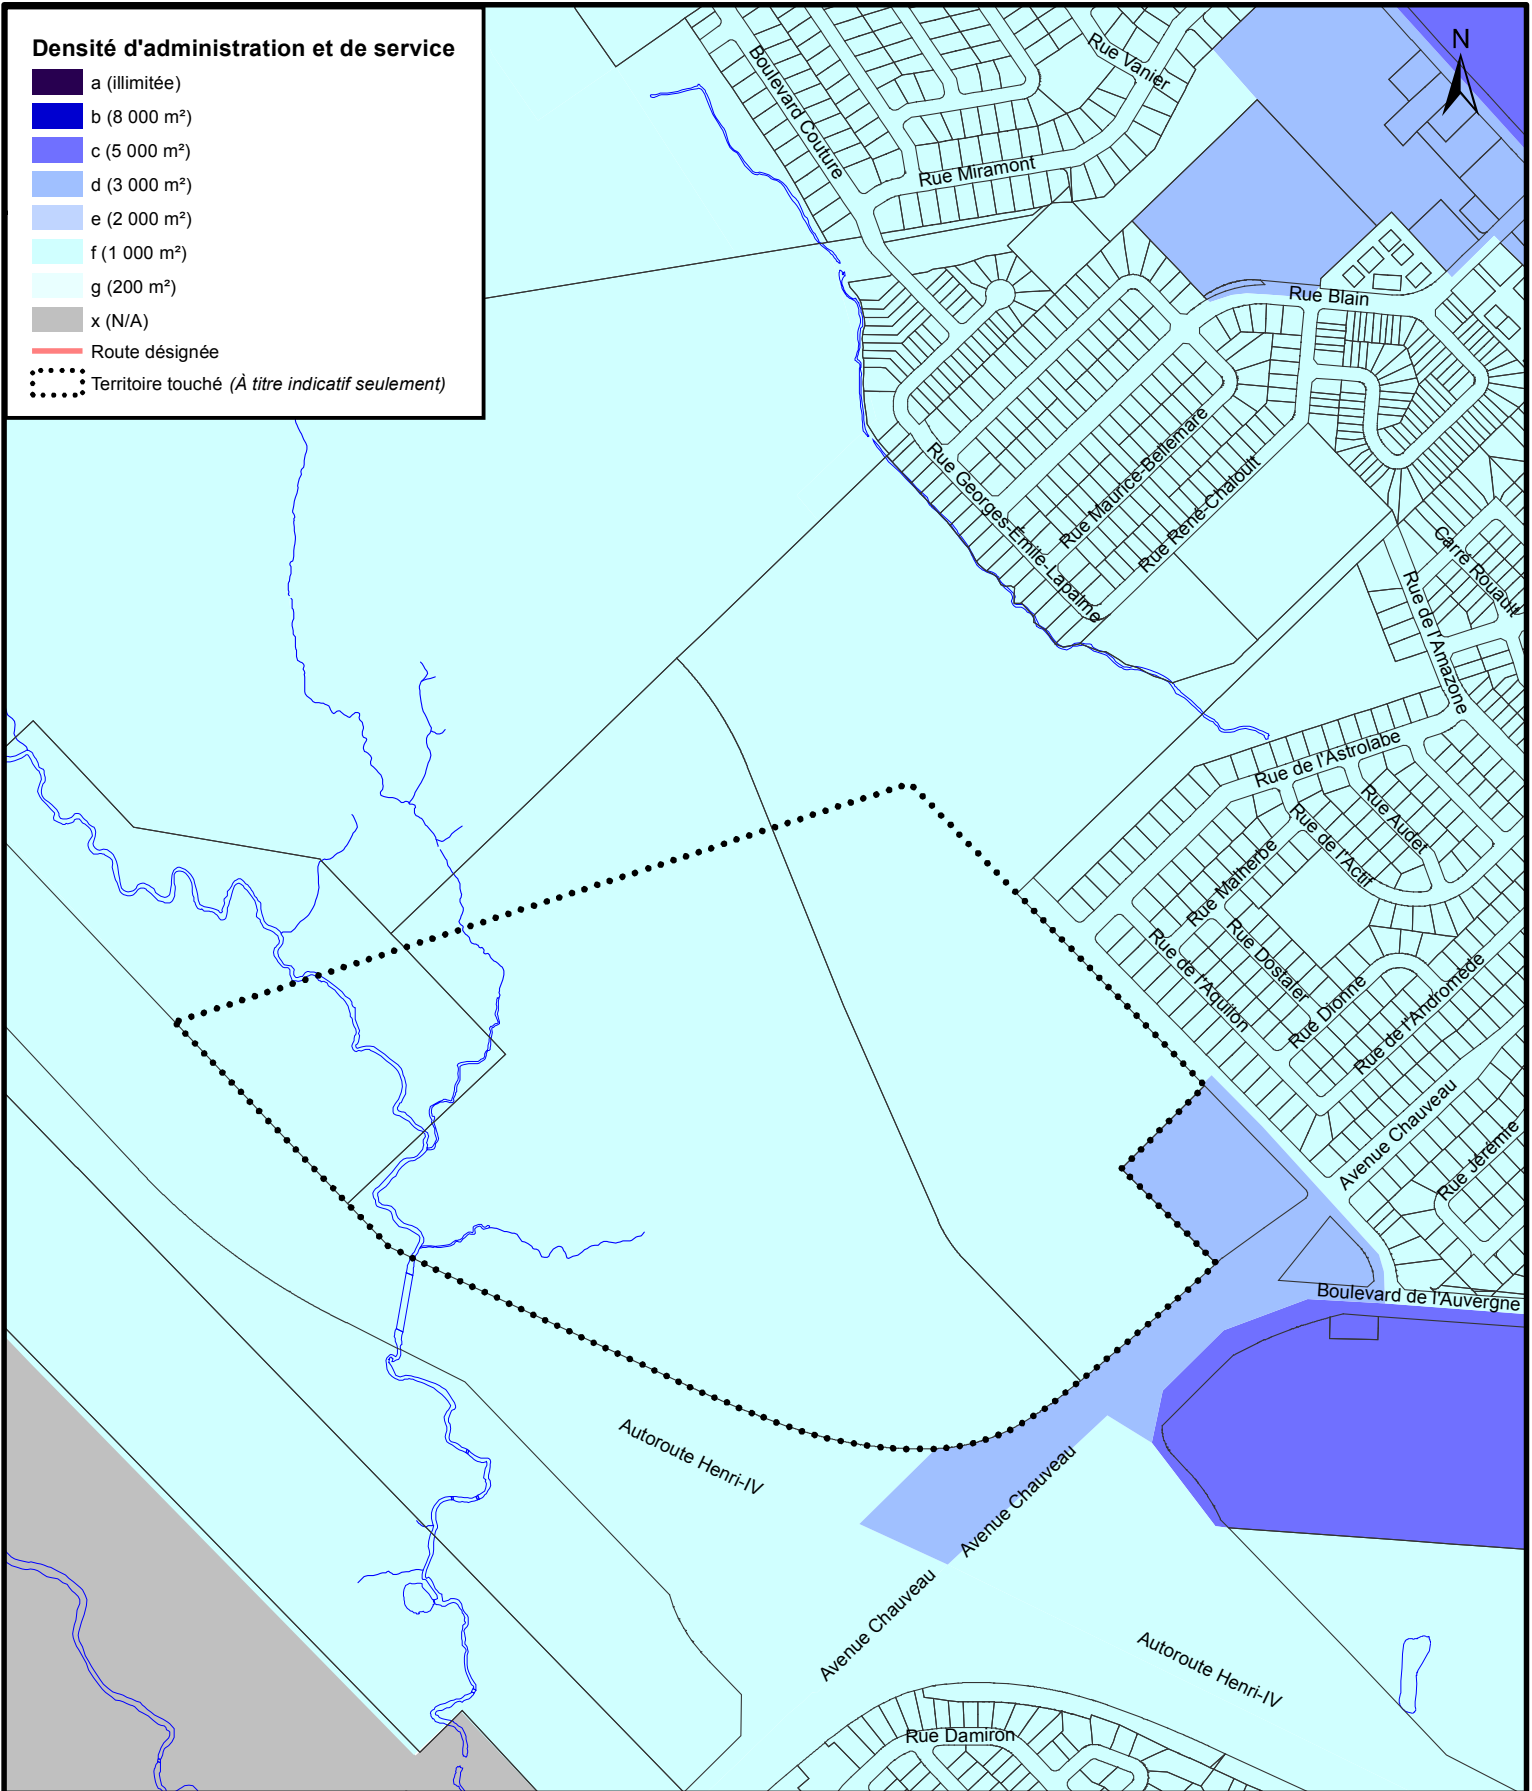 Densité d'administration et de service
a (illimitée)
b (8 000 m²)
c (5 000 m²)
d (3 000 m²)
e (2 000 m²)
f (1 000 m²)
g (200 m²)
x (N/A)
Route désignée
Territoire touché (À titre indicatif seulement)
N
Rue Vanier
Boulevard Couture
Rue Miramont
Rue Blain
Rue Maurice-Bellemare
Rue Georges-Émile-Lapalme
Rue René-Chaloult
Carré Rouault
Rue de l'Amazone
Rue de l'Astrolabe
Rue Audet
Rue de l'Actif
Rue Malherbe
Rue Dostaler
Rue de l'Aquilon
Rue Dionne
Rue de l'Andromède
Avenue Chauveau
Rue Jérémie
Boulevard de l'Auvergne
Autoroute Henri-IV
Avenue Chauveau
Avenue Chauveau
Autoroute Henri-IV
Rue Damiron